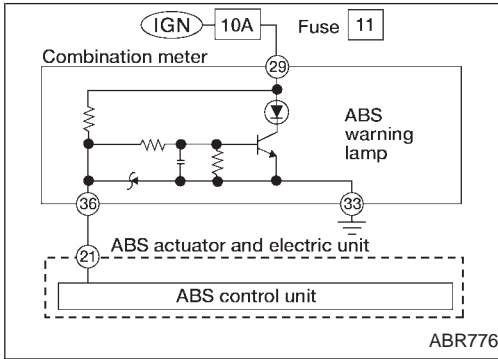 IGN 10A Fuse 11
Combination meter
29
ABS
warning
lamp
36 33
ABS actuator and electric unit
21
ABS control unit
ABR776